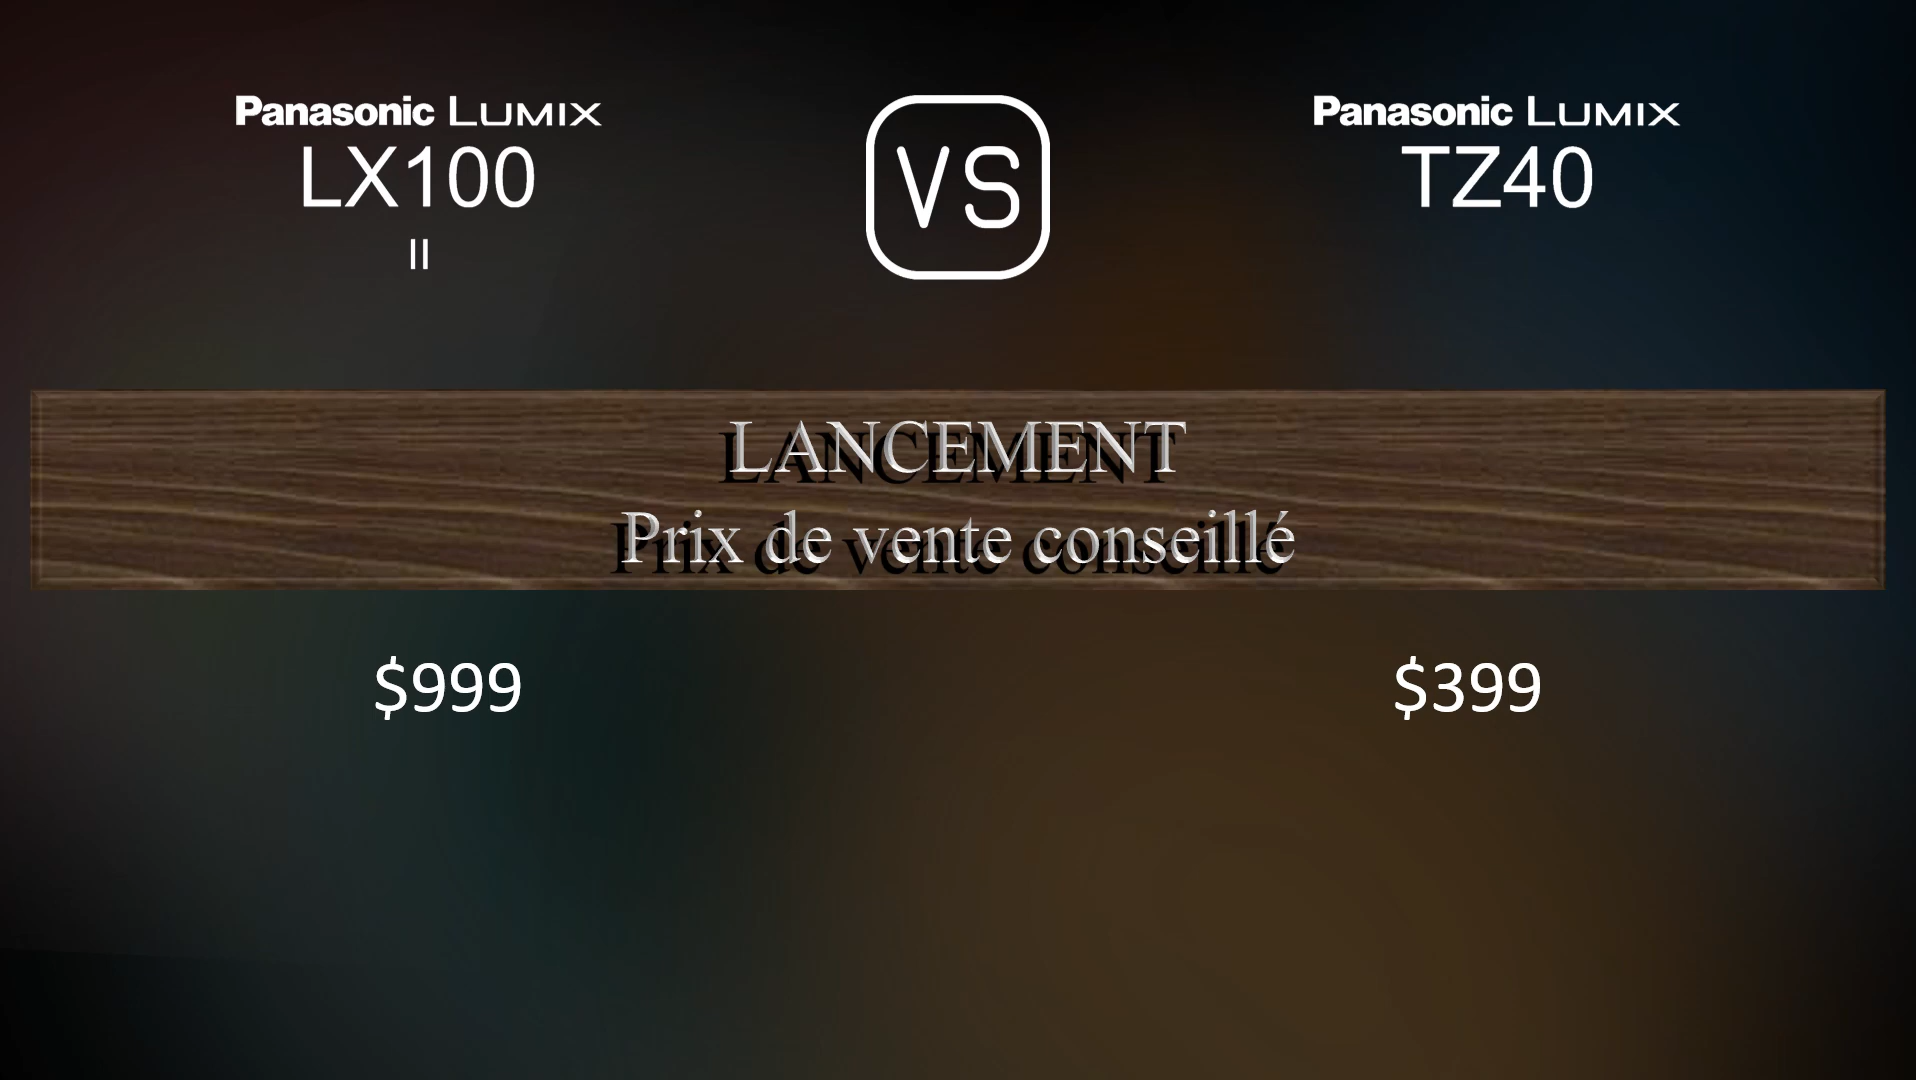 Panasonic LUMIX
LX100
II
VS
Panasonic LUMIX
TZ40
LANCEMENT
Prix de vente conseillé
$999
$399